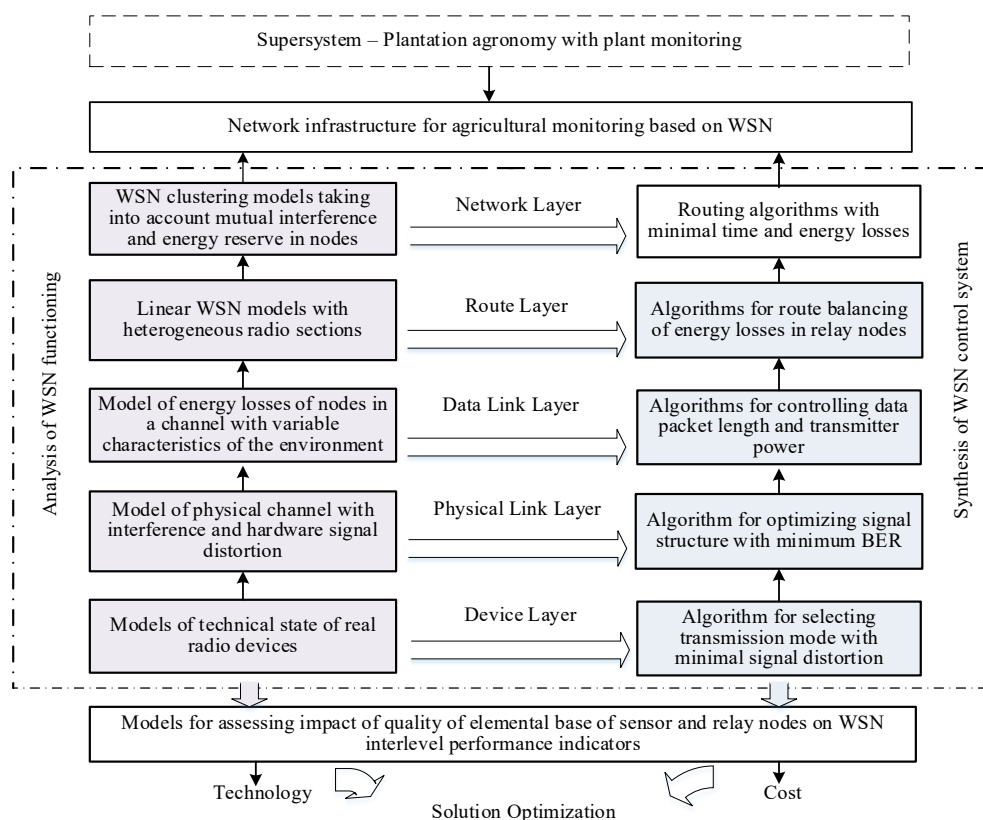 Supersystem – Plantation agronomy with plant monitoring
Network infrastructure for agricultural monitoring based on WSN
Analysis of WSN functioning
WSN clustering models taking
into account mutual interference
and energy reserve in nodes
Network Layer
Routing algorithms with
minimal time and energy losses
Linear WSN models with
heterogeneous radio sections
Route Layer
Algorithms for route balancing
of energy losses in relay nodes
Model of energy losses of nodes in
a channel with variable
characteristics of the environment
Data Link Layer
Algorithms for controlling data
packet length and transmitter
power
Model of physical channel with
interference and hardware signal
distortion
Physical Link Layer
Algorithm for optimizing signal
structure with minimum BER
Models of technical state of real
radio devices
Device Layer
Algorithm for selecting
transmission mode with
minimal signal distortion
Synthesis of WSN control system
Models for assessing impact of quality of elemental base of sensor and relay nodes on WSN
interlevel performance indicators
Technology
Cost
Solution Optimization